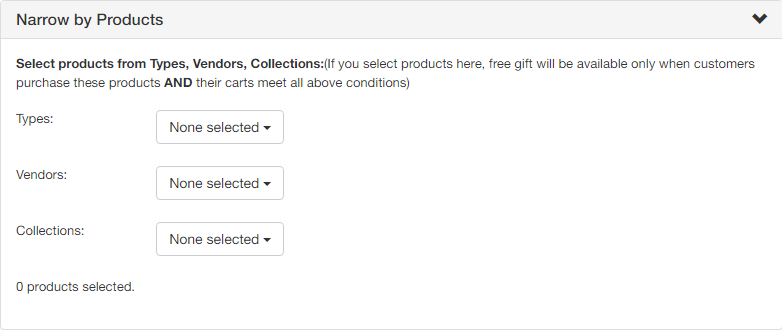 Narrow by Products
Select products from Types, Vendors, Collections:(If you select products here, free gift will be available only when customers
purchase these products AND their carts meet all above conditions)
Types:
None selected
Vendors:
None selected
Collections:
None selected
0 products selected.